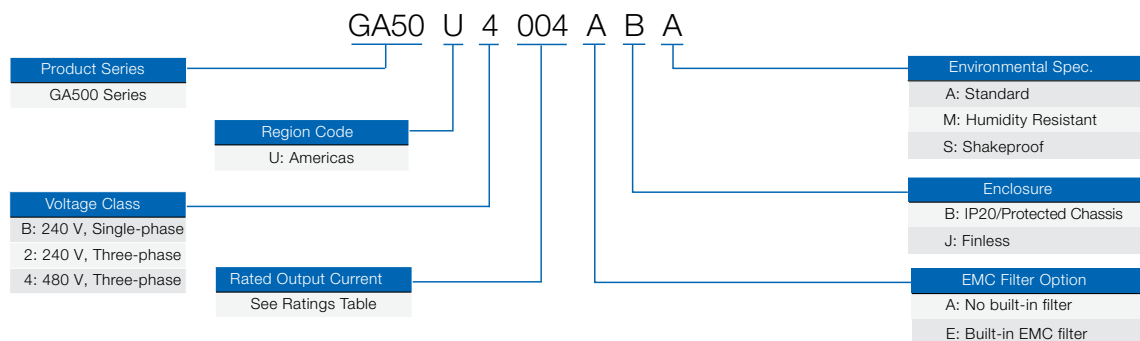 GA50 U 4 004 A B A
Product Series
GA500 Series
Region Code
U: Americas
Voltage Class
B: 240 V, Single-phase
2: 240 V, Three-phase
4: 480 V, Three-phase
Rated Output Current
See Ratings Table
Environmental Spec.
A: Standard
M: Humidity Resistant
S: Shakeproof
Enclosure
B: IP20/Protected Chassis
J: Finless
EMC Filter Option
A: No built-in filter
E: Built-in EMC filter